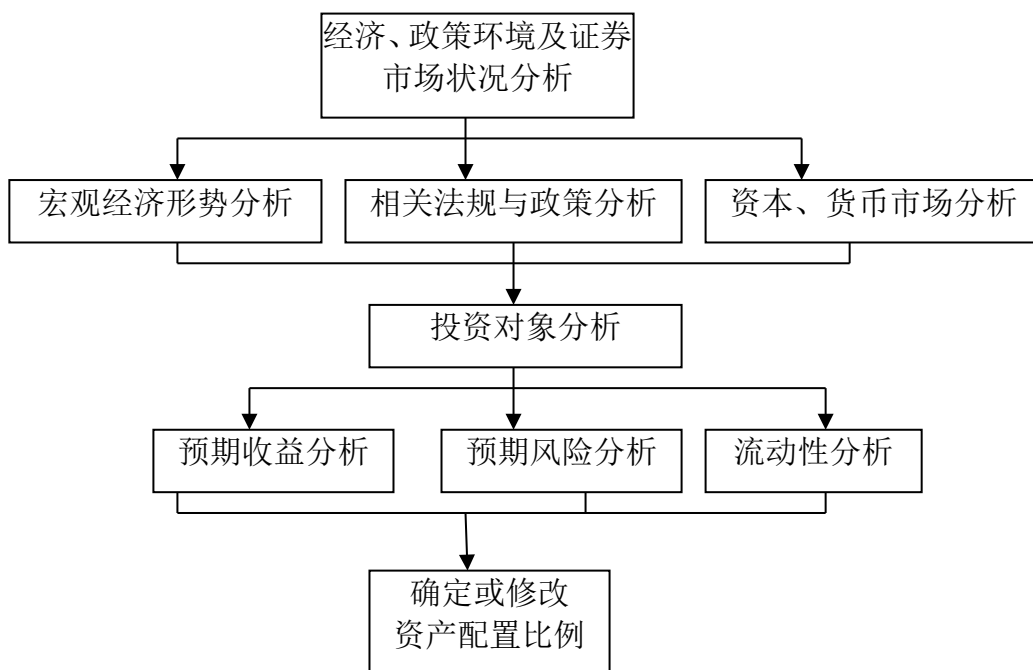 经济、政策环境及证券
市场状况分析
宏观经济形势分析
相关法规与政策分析
资本、货币市场分析
投资对象分析
预期收益分析
预期风险分析
流动性分析
确定或修改
资产配置比例